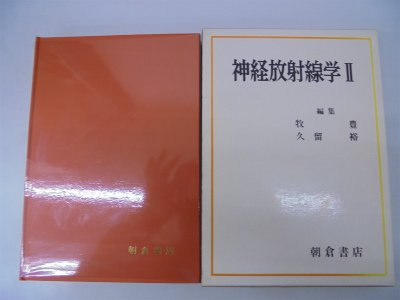 朝倉書店
神経放射線学Ⅱ
編集
牧 豊
久留 裕
朝倉書店